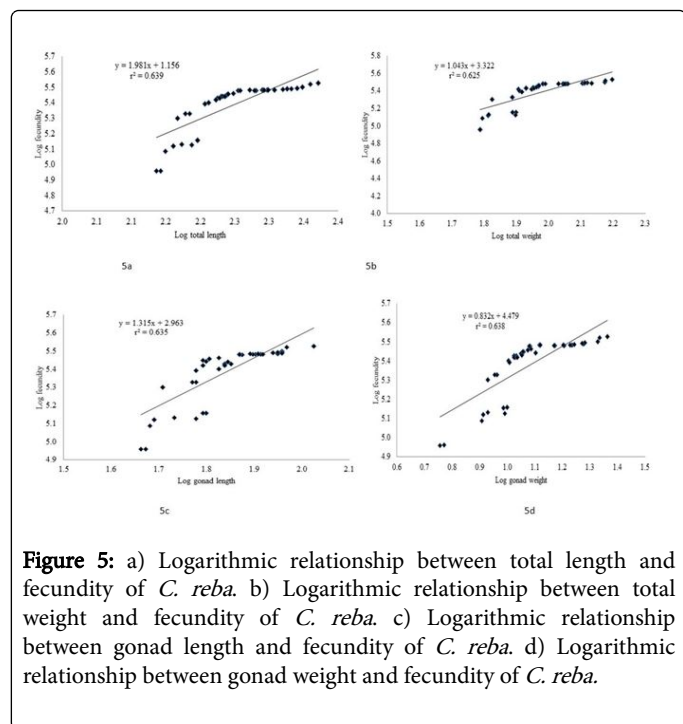 y = 1.981x + 1.156
r² = 0.639
Log fecundity
5.7
5.6
5.5
5.4
5.3
5.2
5.1
5.0
4.9
4.8
4.7
2.0
2.1
2.2
2.2
2.2
2.3
2.3
2.4
2.4
Log total length
5a
y = 1.043x + 3.322
r² = 0.625
Log fecundity
5.8
5.6
5.4
5.2
5.0
4.8
4.6
4.4
4.2
4.0
1.7
1.8
1.9
2.0
2.1
2.2
2.3
Log total weight
5b
y = 1.315x + 2.963
r² = 0.635
Log fecundity
5.7
5.6
5.5
5.4
5.3
5.2
5.1
5.0
4.9
1.5
1.6
1.7
1.8
1.9
2.0
2.1
Log gonad length
5c
y = 0.832x + 4.479
r² = 0.638
Log fecundity
5.7
5.6
5.5
5.4
5.3
5.2
5.1
5.0
4.9
0.6
0.7
0.8
0.9
1.0
1.1
1.2
1.3
1.4
1.5
Log gonad weight
5d
Figure 5: a) Logarithmic relationship between total length and
fecundity of C. reba. b) Logarithmic relationship between total
weight and fecundity of C. reba. c) Logarithmic relationship
between gonad length and fecundity of C. reba. d) Logarithmic
relationship between gonad weight and fecundity of C. reba.